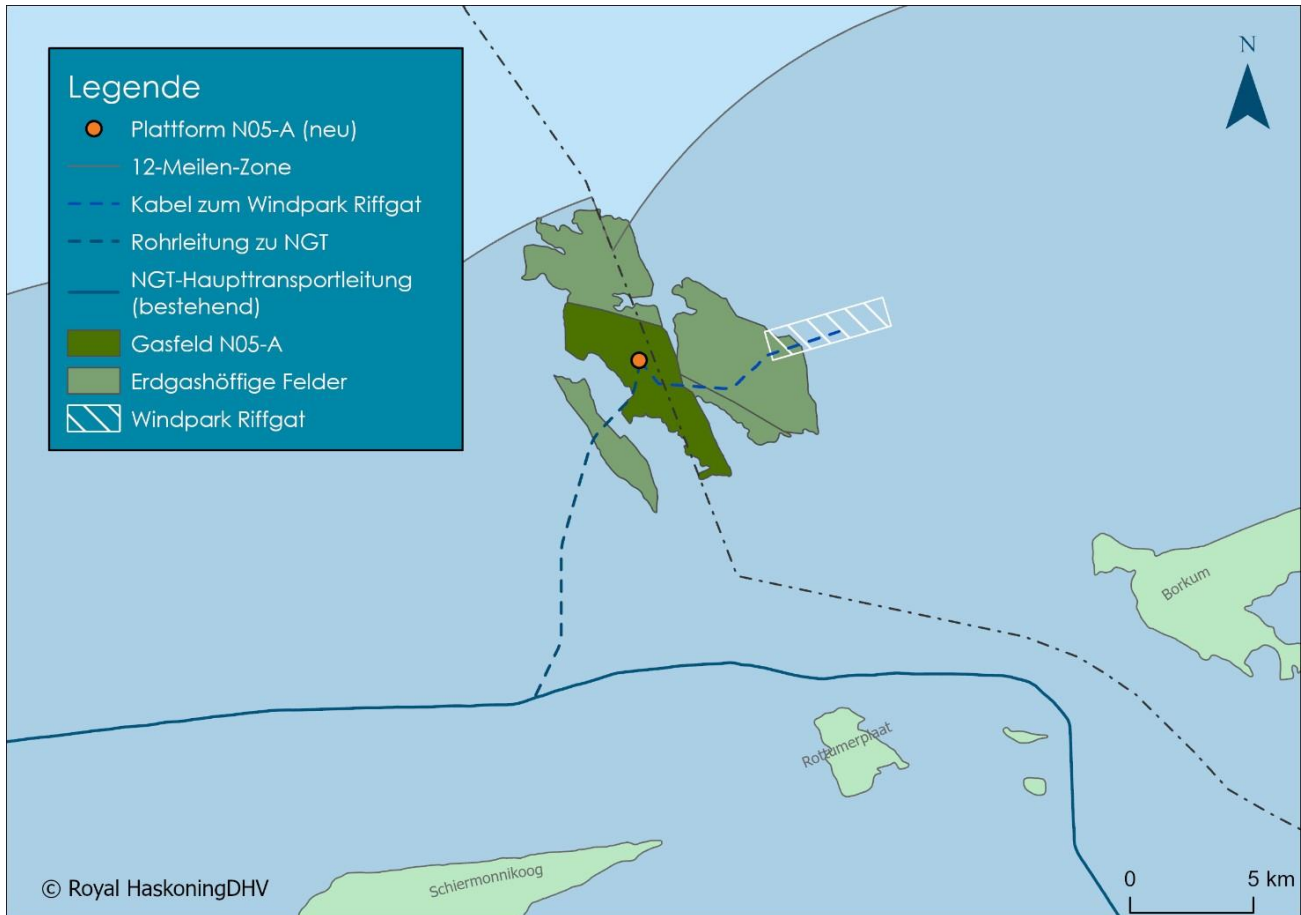 Legende
Plattform N05-A (neu)
12-Meilen-Zone
Kabel zum Windpark Riffgat
Rohrleitung zu NGT
NGT-Haupttransportleitung
(bestehend)
Gasfeld N05-A
Erdgashöffige Felder
Windpark Riffgat
N
Borkum
Rottumerplaat
Schiermonnikoog
© Royal HaskoningDHV
0 5 km